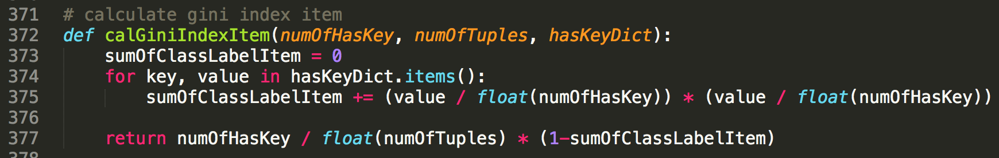 371 # calculate gini index item
372 def calGiniIndexItem(numOfHasKey, numOfTuples, hasKeyDict):
373     sumOfClassLabelItem = 0
374     for key, value in hasKeyDict.items():
375         sumOfClassLabelItem += (value / float(numOfHasKey)) * (value / float(numOfHasKey))
376
377     return numOfHasKey / float(numOfTuples) * (1-sumOfClassLabelItem)
378